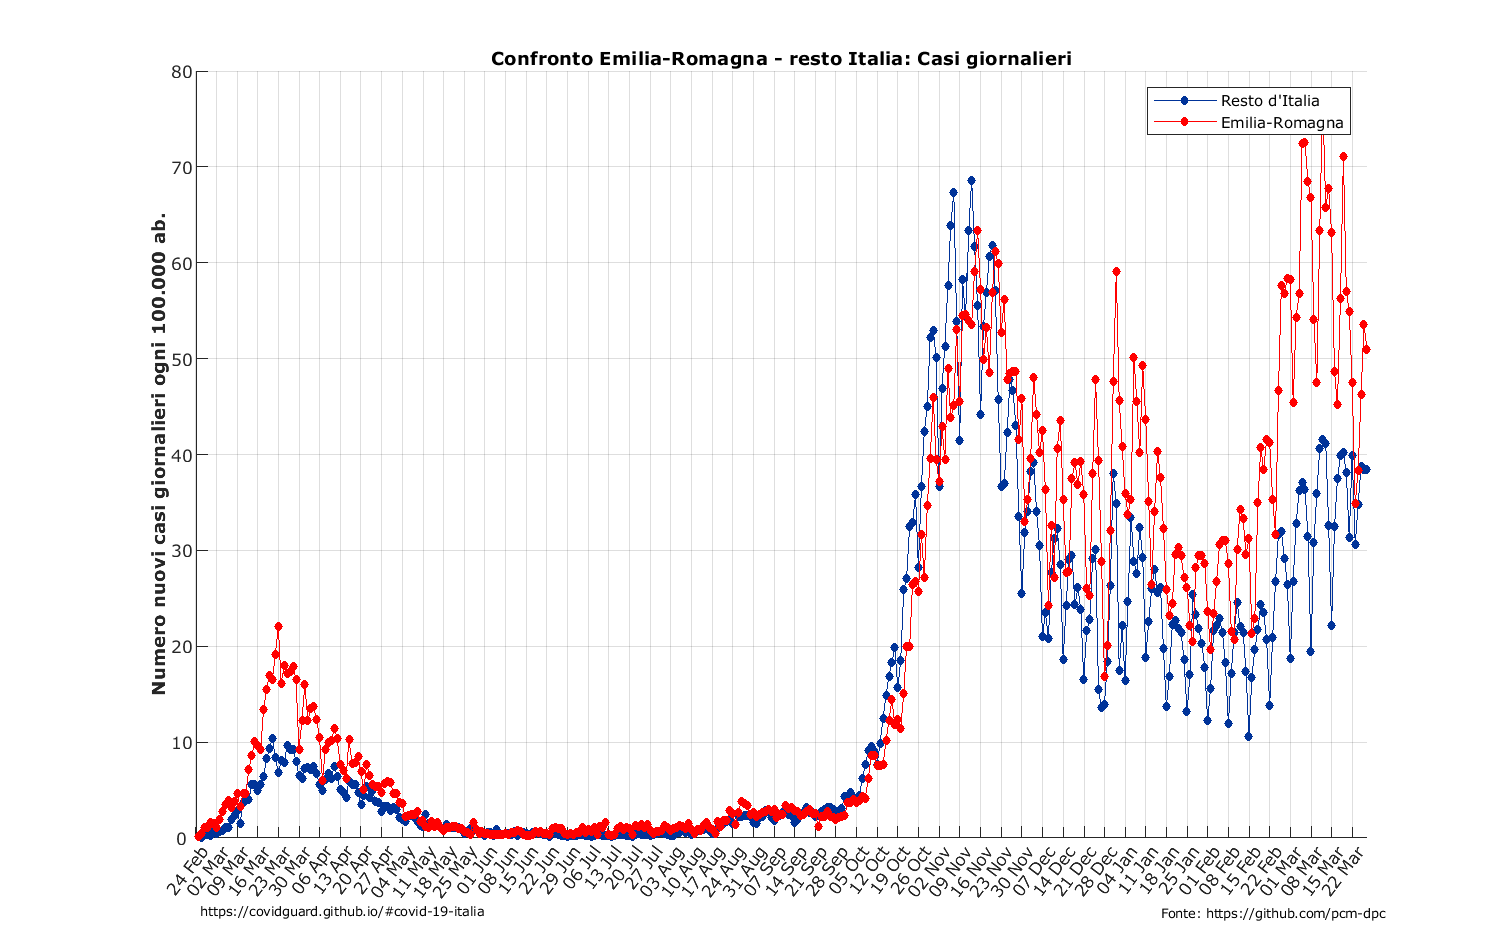 Confronto Emilia-Romagna - resto Italia: Casi giornalieri
Resto d'Italia
Emilia-Romagna
Numero nuovi casi giornalieri ogni 100.000 ab.
80
70
60
50
40
30
20
10
0
24 Feb
02 Mar
09 Mar
16 Mar
23 Mar
30 Mar
06 Apr
13 Apr
20 Apr
27 Apr
04 May
11 May
18 May
25 May
01 Jun
08 Jun
15 Jun
22 Jun
29 Jun
06 Jul
13 Jul
20 Jul
27 Jul
03 Aug
10 Aug
17 Aug
24 Aug
31 Aug
07 Sep
14 Sep
21 Sep
28 Sep
05 Oct
12 Oct
19 Oct
26 Oct
02 Nov
09 Nov
16 Nov
23 Nov
30 Nov
07 Dec
14 Dec
21 Dec
28 Dec
04 Jan
11 Jan
18 Jan
25 Jan
01 Feb
08 Feb
15 Feb
22 Feb
01 Mar
08 Mar
15 Mar
22 Mar
https://covidguard.github.io/#covid-19-italia
Fonte: https://github.com/pcm-dpc